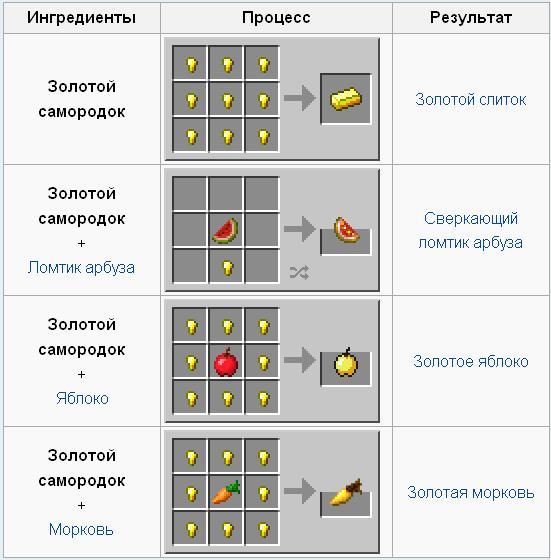 Ингредиенты Процесс Результат
Золотой
самородок
Золотой слиток
Золотой
самородок
+
Ломтик арбуза
Сверкающий
ломтик арбуза
Золотой
самородок
+
Яблоко
Золотое яблоко
Золотой
самородок
+
Морковь
Золотая морковь